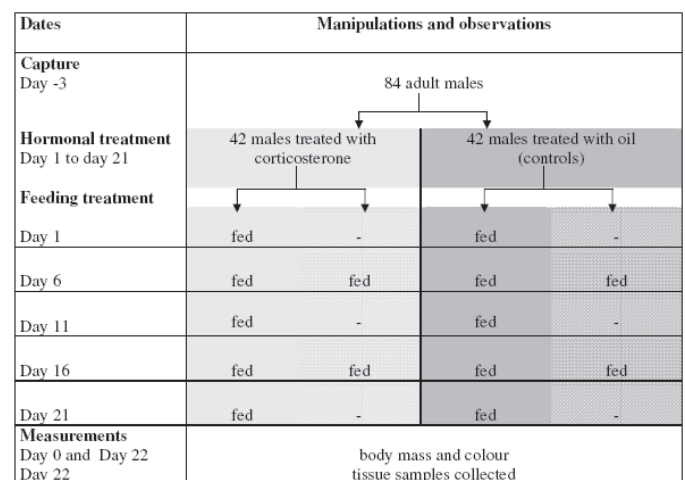 Dates Manipulations and observations
Capture
Day -3 84 adult males
Hormonal treatment 42 males treated with 42 males treated with oil
Day 1 to day 21 corticosterone (controls)
Feeding treatment
Day 1 fed - fed -
Day 6 fed fed fed fed
Day 11 fed - fed -
Day 16 fed fed fed fed
Day 21 fed - fed -
Measurements
Day 0 and Day 22 body mass and colour
Day 22 tissue samples collected